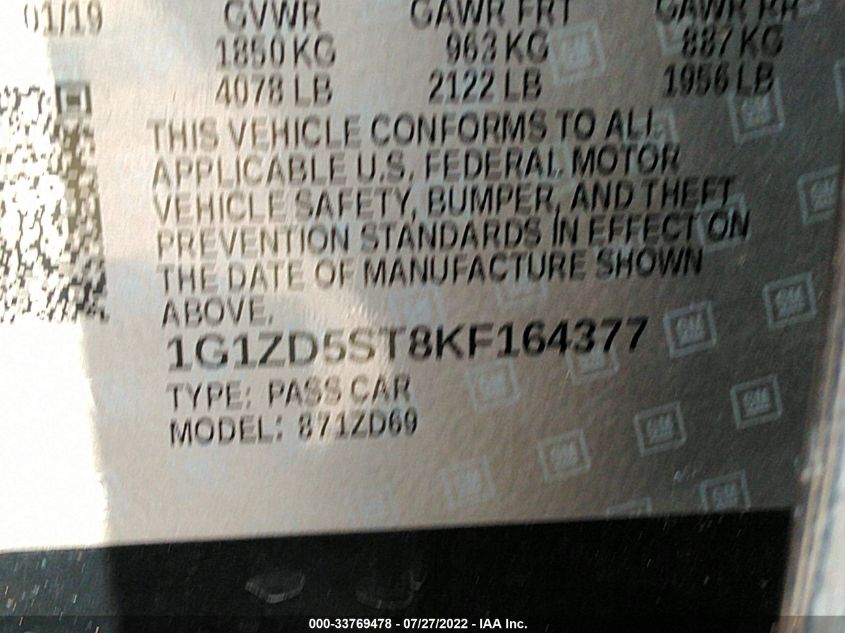 01/19 GVWR GAWR FRT GAWR RR
1850 KG 963 KG 887 KG
4078 LB 2122 LB 1956 LB
THIS VEHICLE CONFORMS TO ALL
APPLICABLE U.S. FEDERAL MOTOR
VEHICLE SAFETY, BUMPER, AND THEFT
PREVENTION STANDARDS IN EFFECT ON
THE DATE OF MANUFACTURE SHOWN
ABOVE.
1G1ZD5ST8KF164377
TYPE: PASS CAR
MODEL: 871ZD69
000-33769478 - 07/27/2022 - IAA Inc.